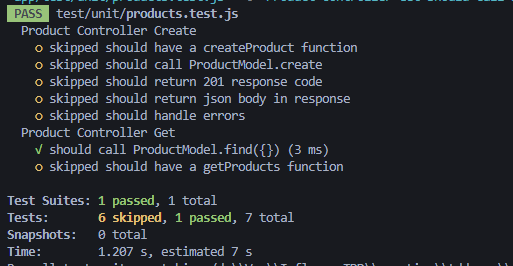 PASS test/unit/products.test.js
Product Controller Create
○ skipped should have a createProduct function
○ skipped should call ProductModel.create
○ skipped should return 201 response code
○ skipped should return json body in response
○ skipped should handle errors
Product Controller Get
√ should call ProductModel.find({}) (3 ms)
○ skipped should have a getProducts function
Test Suites: 1 passed, 1 total
Tests: 6 skipped, 1 passed, 7 total
Snapshots: 0 total
Time: 1.207 s, estimated 7 s